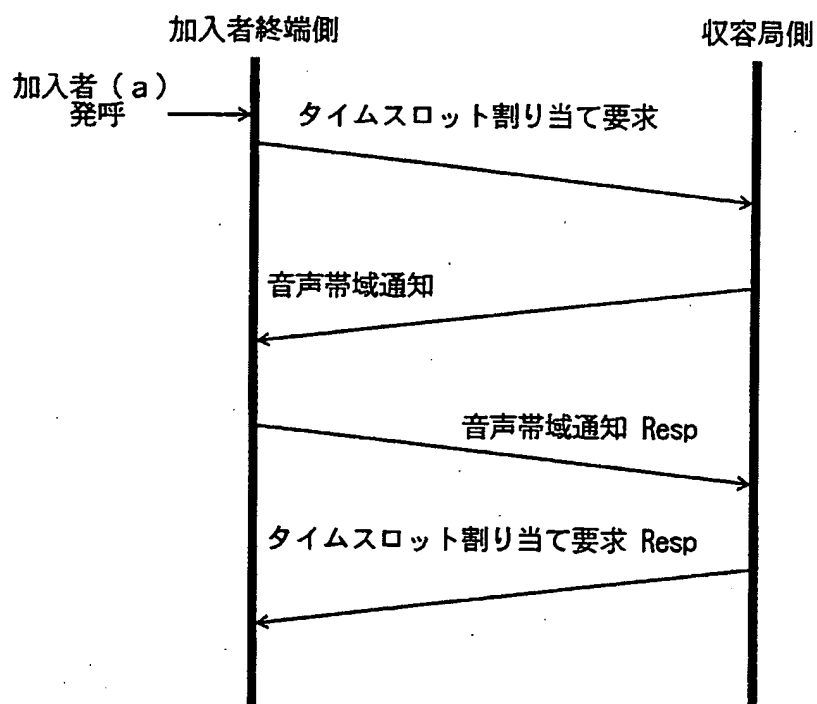 加入者終端側
収容局側
加入者（a）
発呼
タイムスロット割り当て要求
音声帯域通知
音声帯域通知 Resp
タイムスロット割り当て要求 Resp